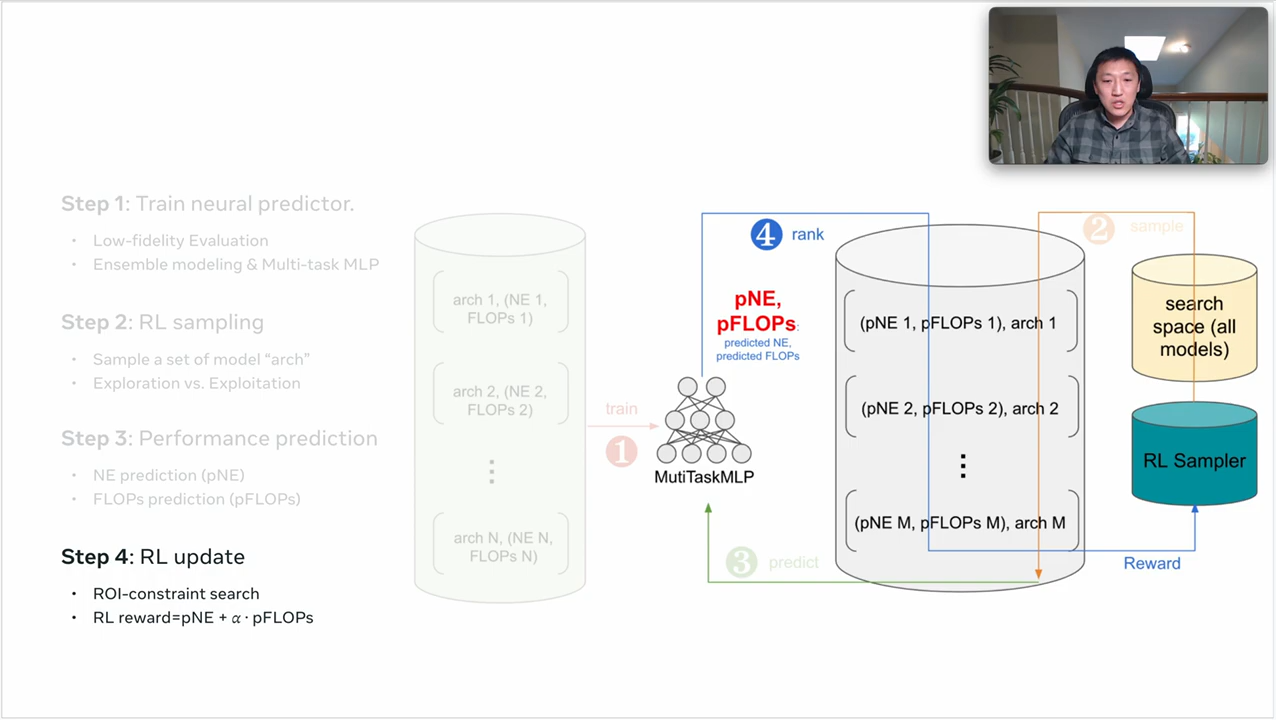 Step 1: Train neural predictor.
• Low-fidelity Evaluation
• Ensemble modeling & Multi-task MLP
Step 2: RL sampling
• Sample a set of model “arch”
• Exploration vs. Exploitation
Step 3: Performance prediction
• NE prediction (pNE)
• FLOPs prediction (pFLOPs)
Step 4: RL update
• ROI-constraint search
• RL reward=pNE + α · pFLOPs
arch 1, (NE 1,
FLOPs 1)
arch 2, (NE 2,
FLOPs 2)
⋮
arch N, (NE N,
FLOPs N)
train
1
4 rank
pNE,
pFLOPs:
predicted NE,
predicted FLOPs
MutiTaskMLP
3 predict
(pNE 1, pFLOPs 1), arch 1
(pNE 2, pFLOPs 2), arch 2
⋮
(pNE M, pFLOPs M), arch M
2 sample
search
space (all
models)
RL Sampler
Reward